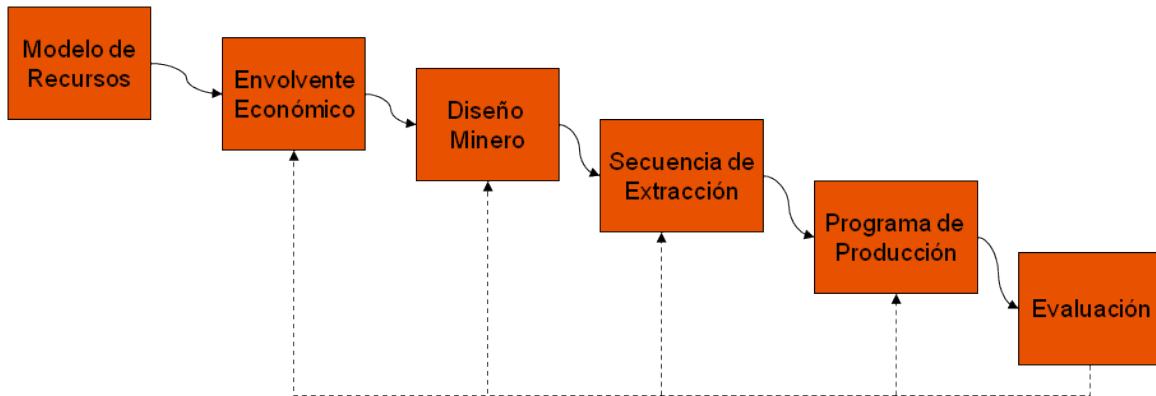 Modelo de
Recursos
Envolvente
Económico
Diseño
Minero
Secuencia de
Extracción
Programa de
Producción
Evaluación